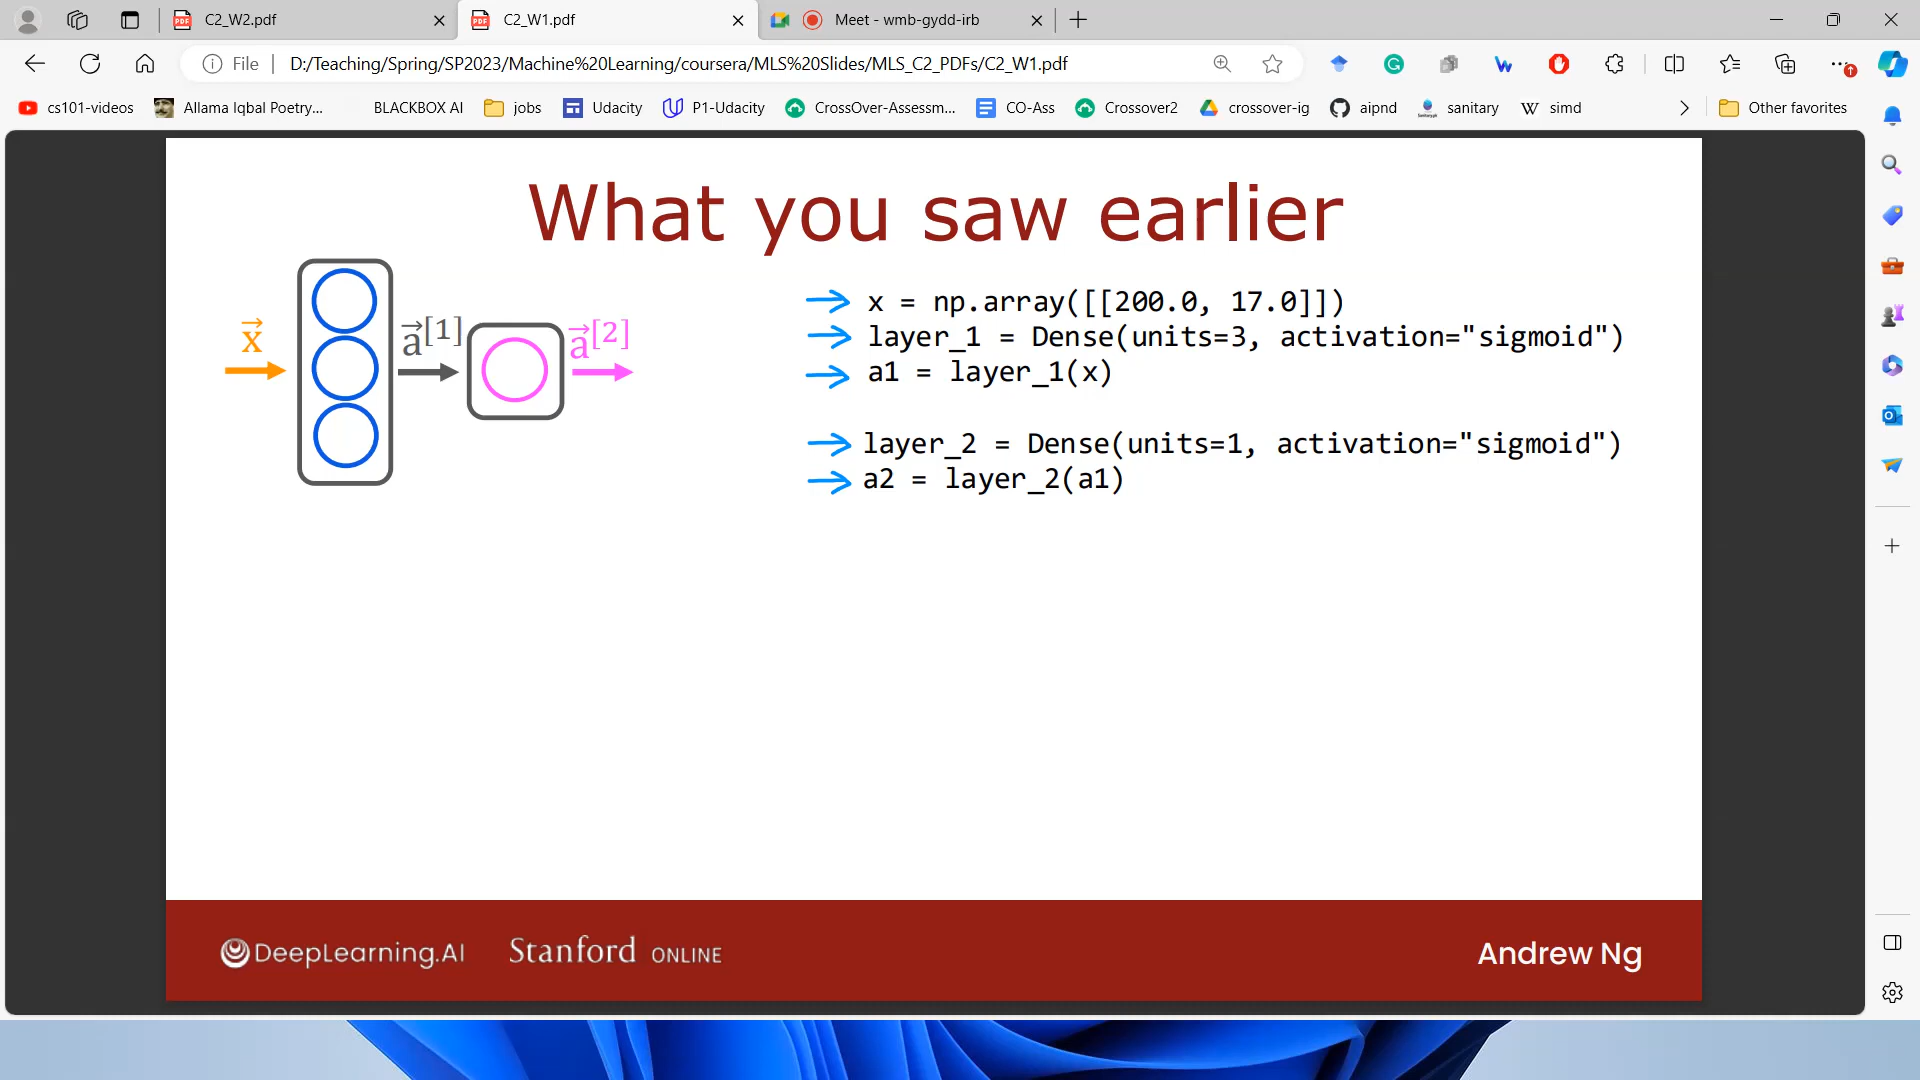 C2_W2.pdf
C2_W1.pdf
Meet - wmb-gydd-irb
File
D:/Teaching/Spring/SP2023/Machine%20Learning/coursera/MLS%20Slides/MLS_C2_PDFs/C2_W1.pdf
cs101-videos
Allama Iqbal Poetry...
BLACKBOX AI
jobs
Udacity
P1-Udacity
CrossOver-Assessm...
CO-Ass
Crossover2
crossover-ig
aipnd
sanitary
W simd
Other favorites
What you saw earlier
x⃗
a⃗[1]
a⃗[2]
x = np.array([[200.0, 17.0]])
layer_1 = Dense(units=3, activation="sigmoid")
a1 = layer_1(x)
layer_2 = Dense(units=1, activation="sigmoid")
a2 = layer_2(a1)
DeepLearning.AI
Stanford ONLINE
Andrew Ng